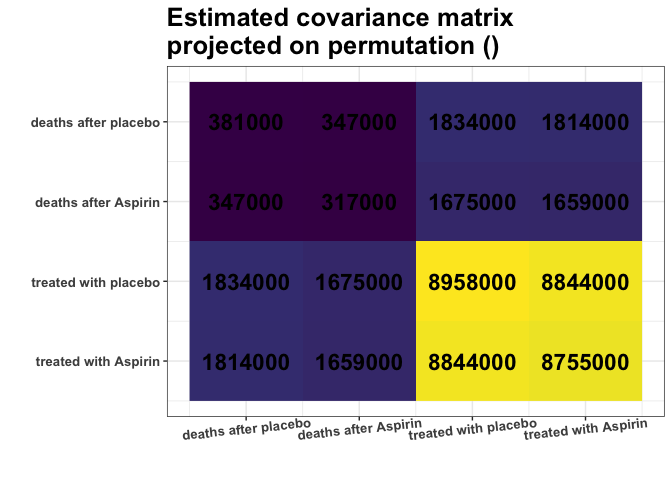 Estimated covariance matrix
projected on permutation ()
deaths after placebo 381000 347000 1834000 1814000
deaths after Aspirin 347000 317000 1675000 1659000
treated with placebo 1834000 1675000 8958000 8844000
treated with Aspirin 1814000 1659000 8844000 8755000
deaths after placebo deaths after Aspirin treated with placebo treated with Aspirin